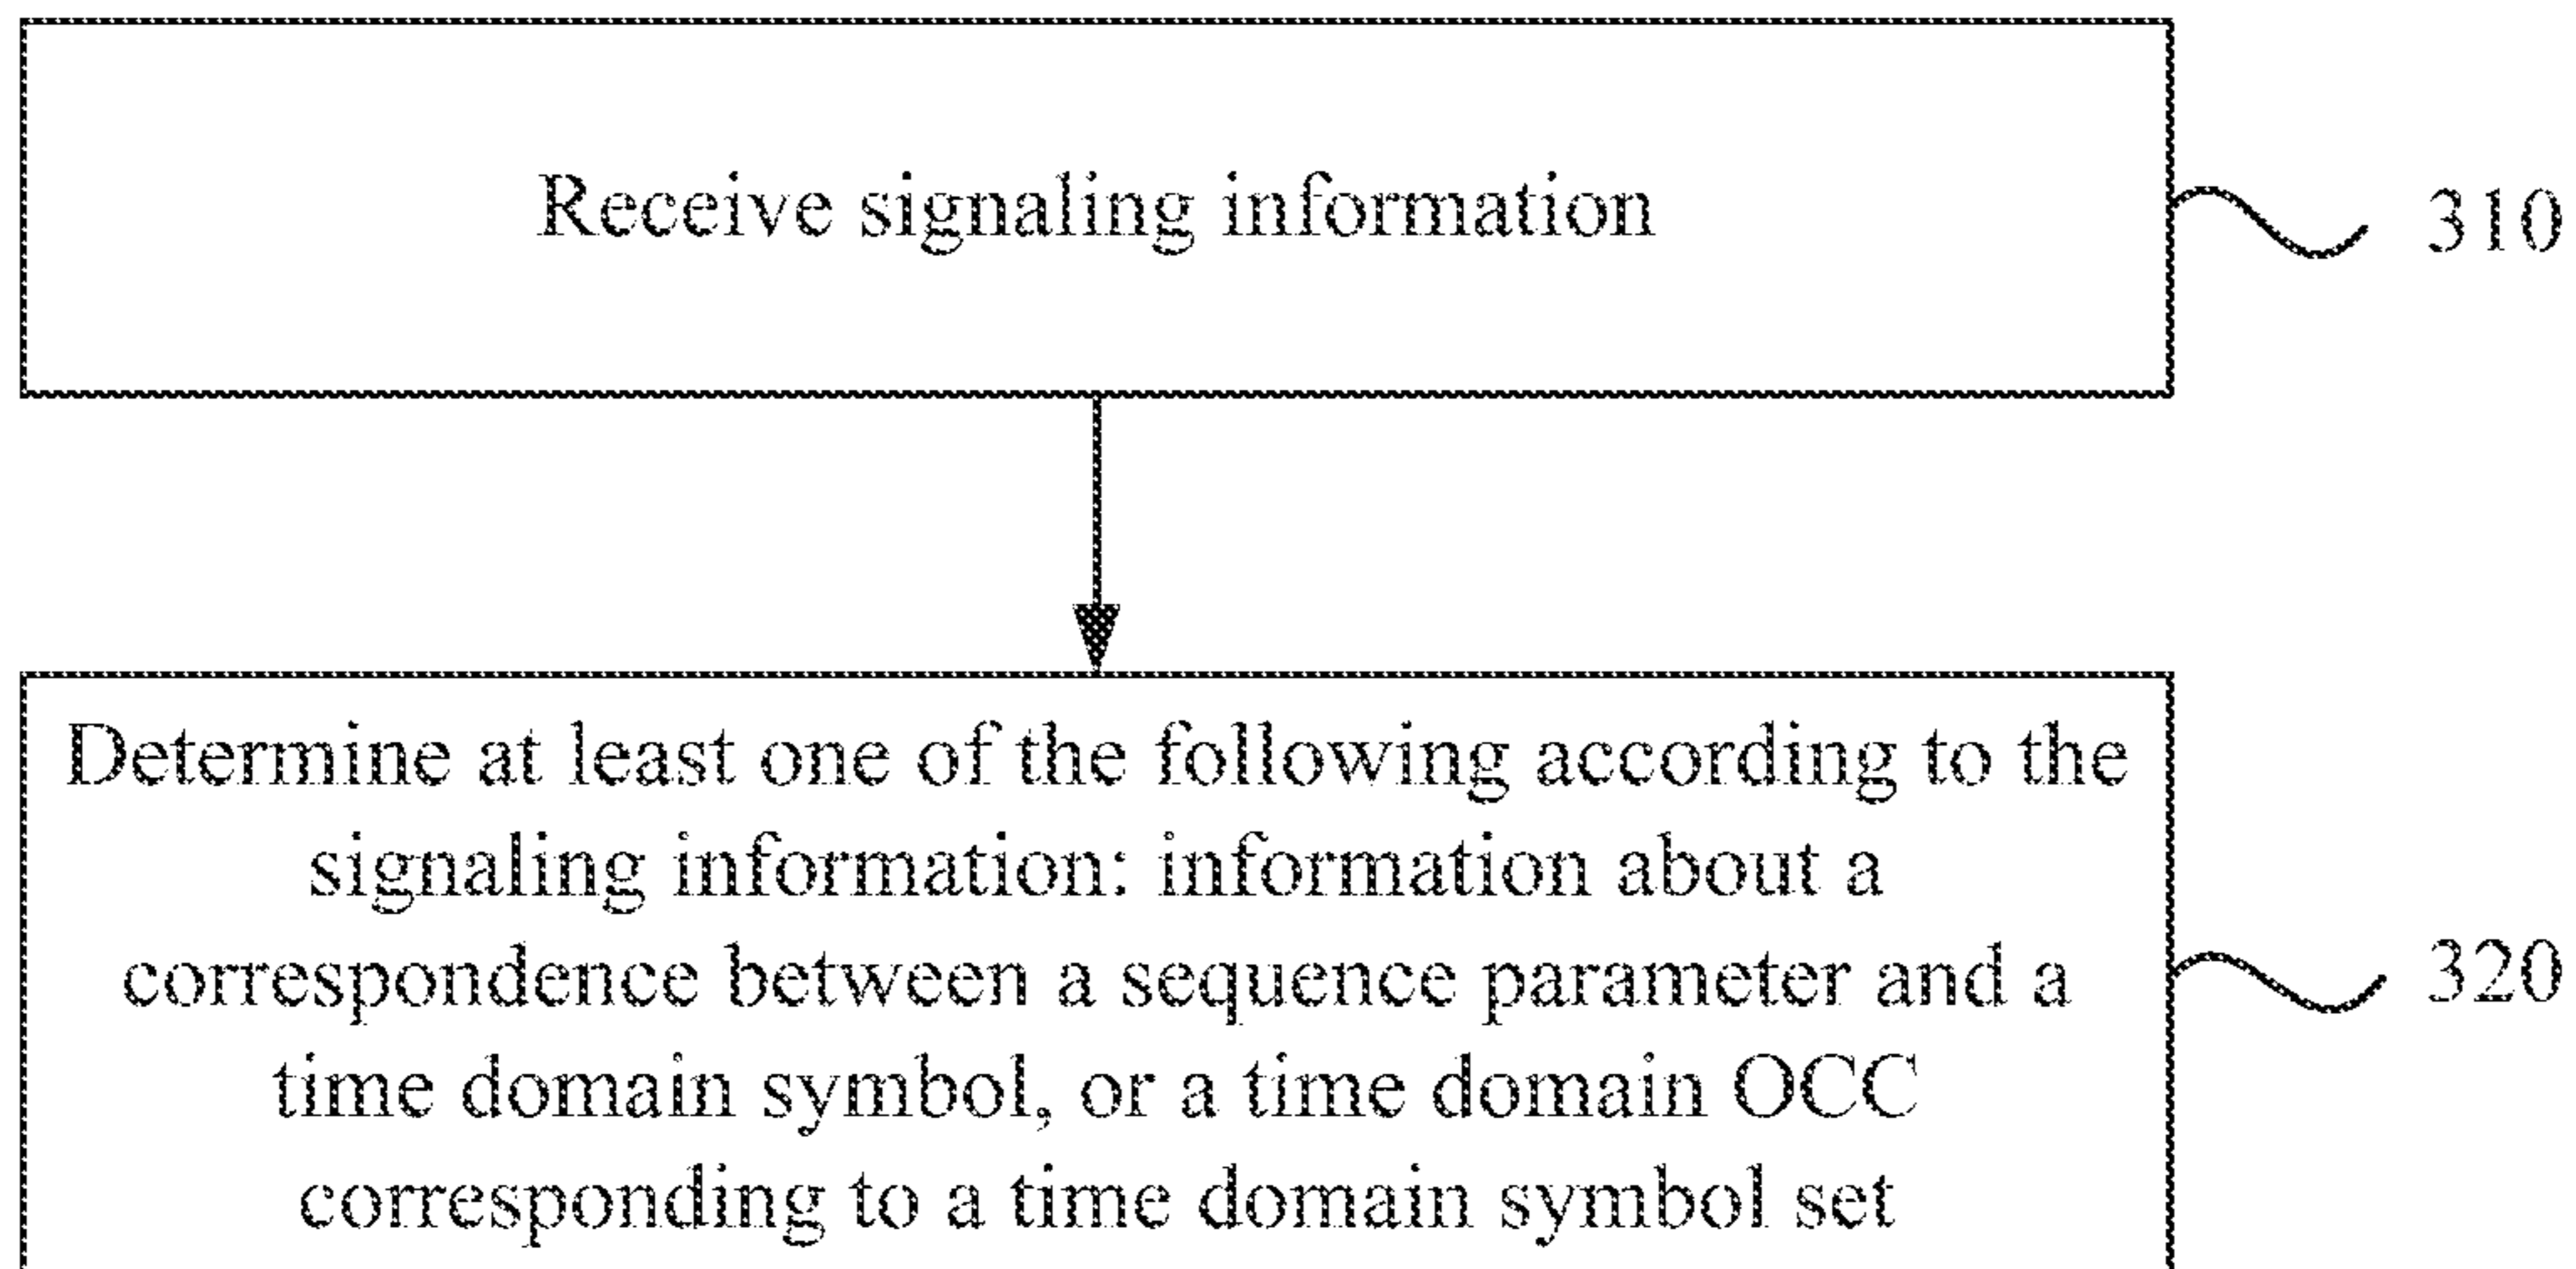 Receive signaling information
310
Determine at least one of the following according to the
signaling information: information about a
correspondence between a sequence parameter and a
time domain symbol, or a time domain OCC
corresponding to a time domain symbol set
320